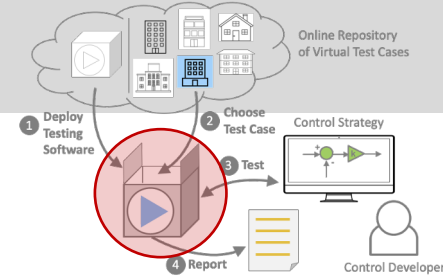 Online Repository
of Virtual Test Cases
1 Deploy
Testing
Software
2 Choose
Test Case
Control Strategy
3 Test
+
-
k
4 Report
Control Developer